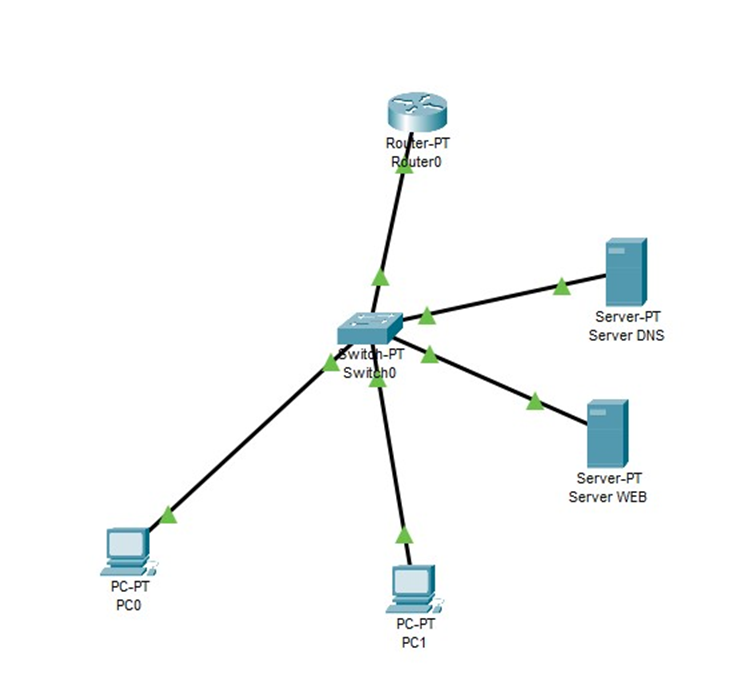 Router-PT
Router0
Server-PT
Server DNS
Switch-PT
Switch0
Server-PT
Server WEB
PC-PT
PC0
PC-PT
PC1